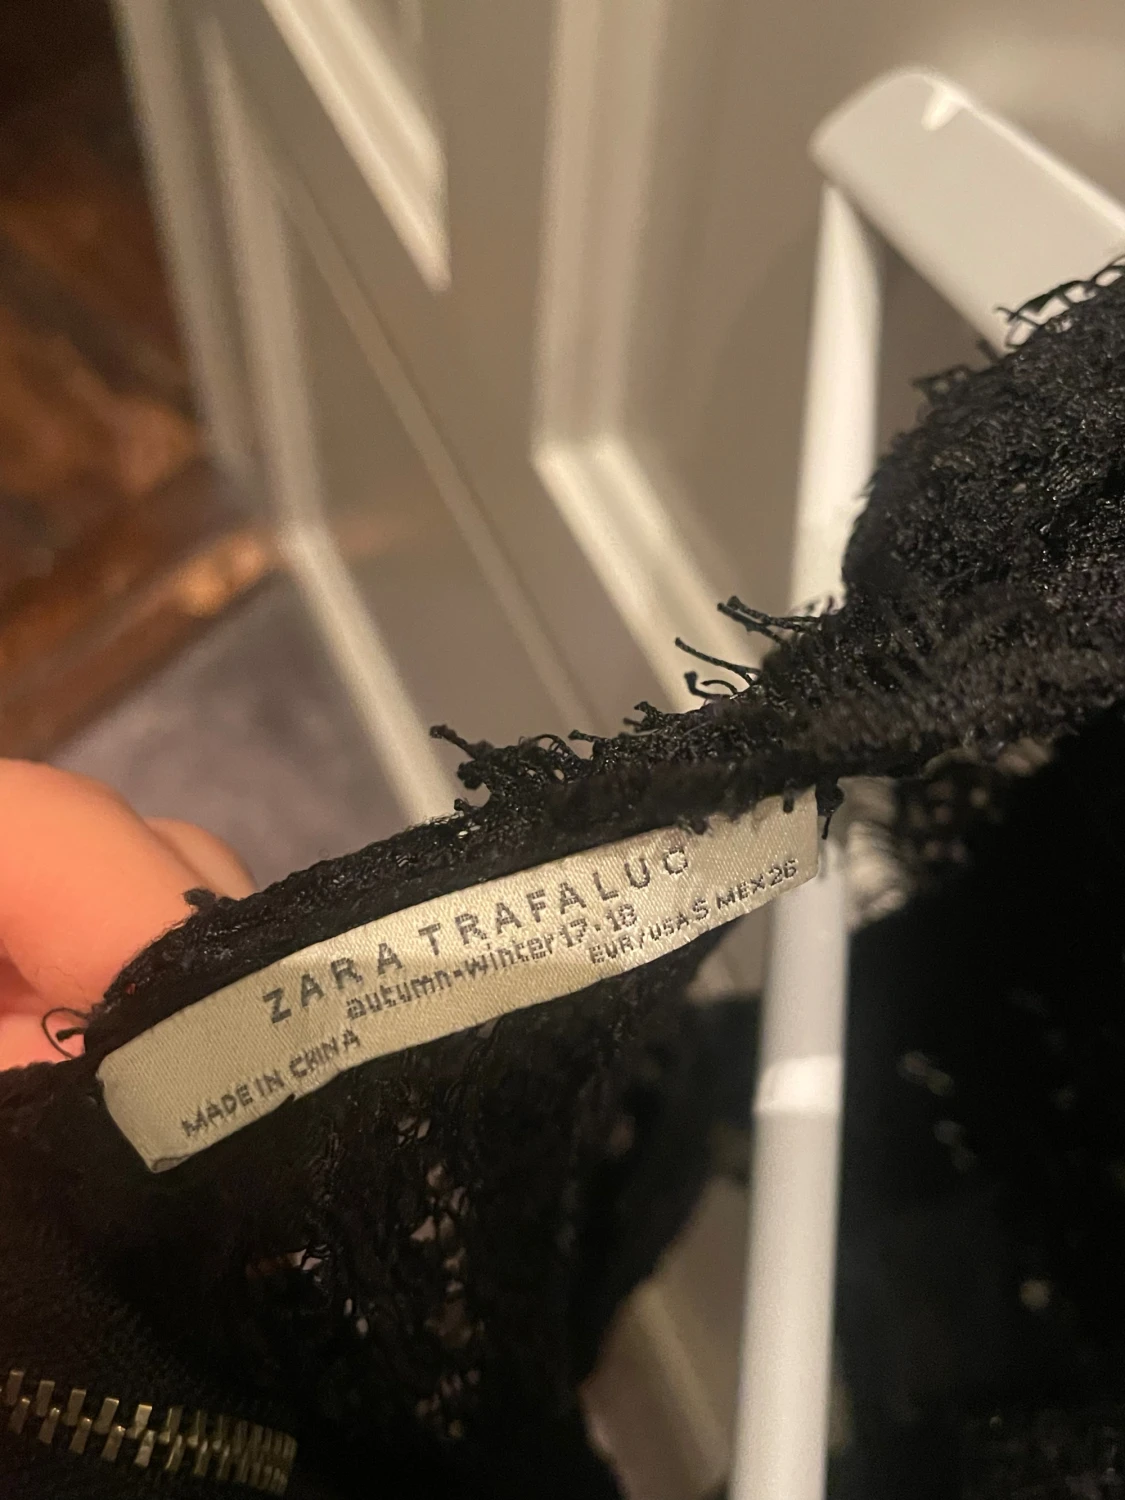 ZARA TRAFALUC
autumn-winter 17-18
EUR/USA S MEX 26
MADE IN CHINA